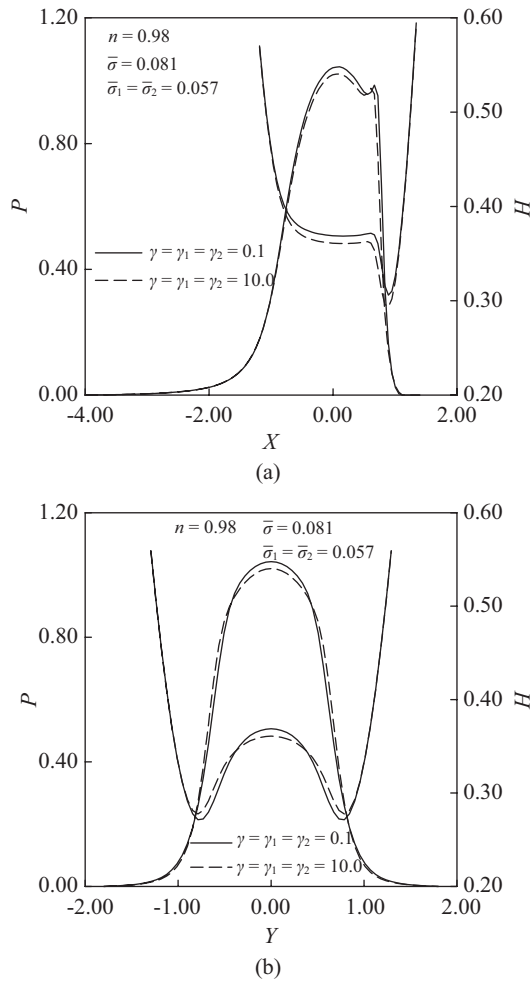 1.20
0.80
0.40
0.00
P
0.60
0.50
0.40
0.30
0.20
H
n = 0.98
σ̅ = 0.081
σ̅₁ = σ̅₂ = 0.057
γ = γ₁ = γ₂ = 0.1
γ = γ₁ = γ₂ = 10.0
-4.00 -2.00 0.00 2.00
X
(a)
1.20
0.80
0.40
0.00
P
0.60
0.50
0.40
0.30
0.20
H
n = 0.98 σ̅ = 0.081
σ̅₁ = σ̅₂ = 0.057
γ = γ₁ = γ₂ = 0.1
γ = γ₁ = γ₂ = 10.0
-2.00 -1.00 0.00 1.00 2.00
Y
(b)